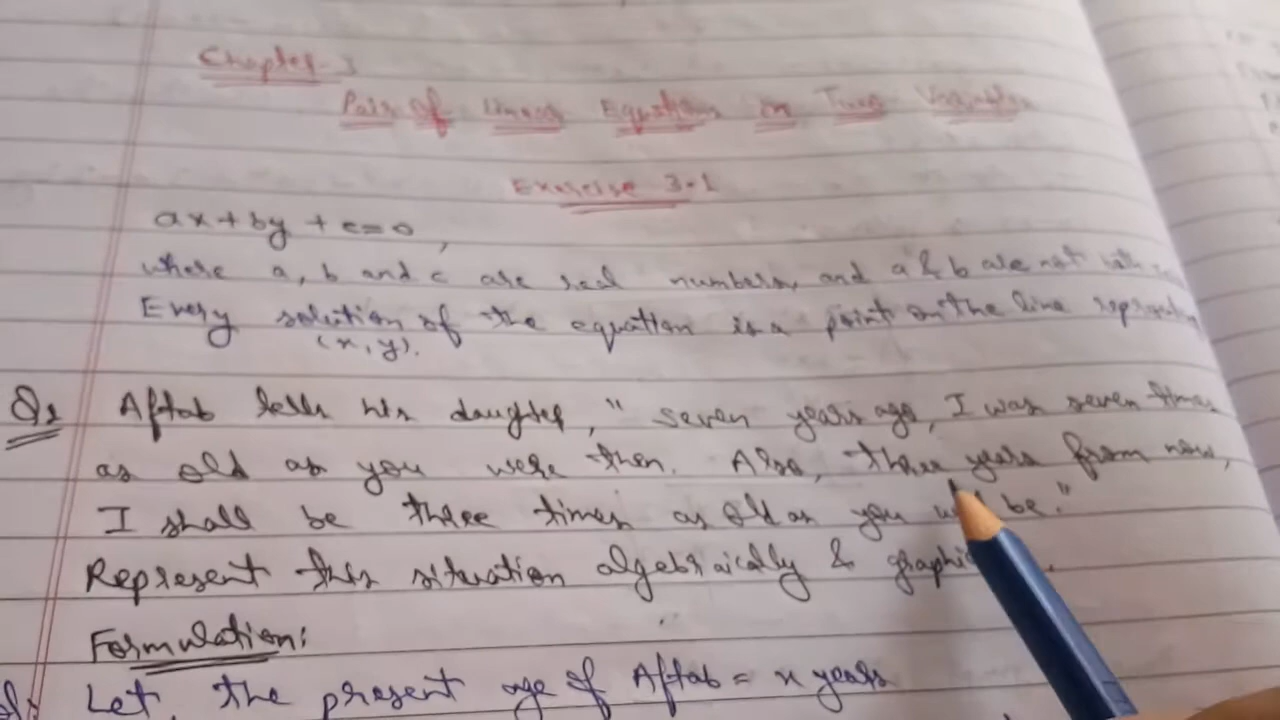 Chapter-3
Pair of Linear Equation in Two Variables
Exercise 3.1
ax+by+c=0,
where a, b and c are real numbers, and a & b are not both
Every solution of the equation is a point on the line
(x,y).
Q1 Aftab tells his daughter, "seven years ago, I was seven times
as old as you were then. Also, three years from now,
I shall be three times as old as you be."
Represent this situation algebraically &
Formulation:
Let, the present age of Aftab = x years